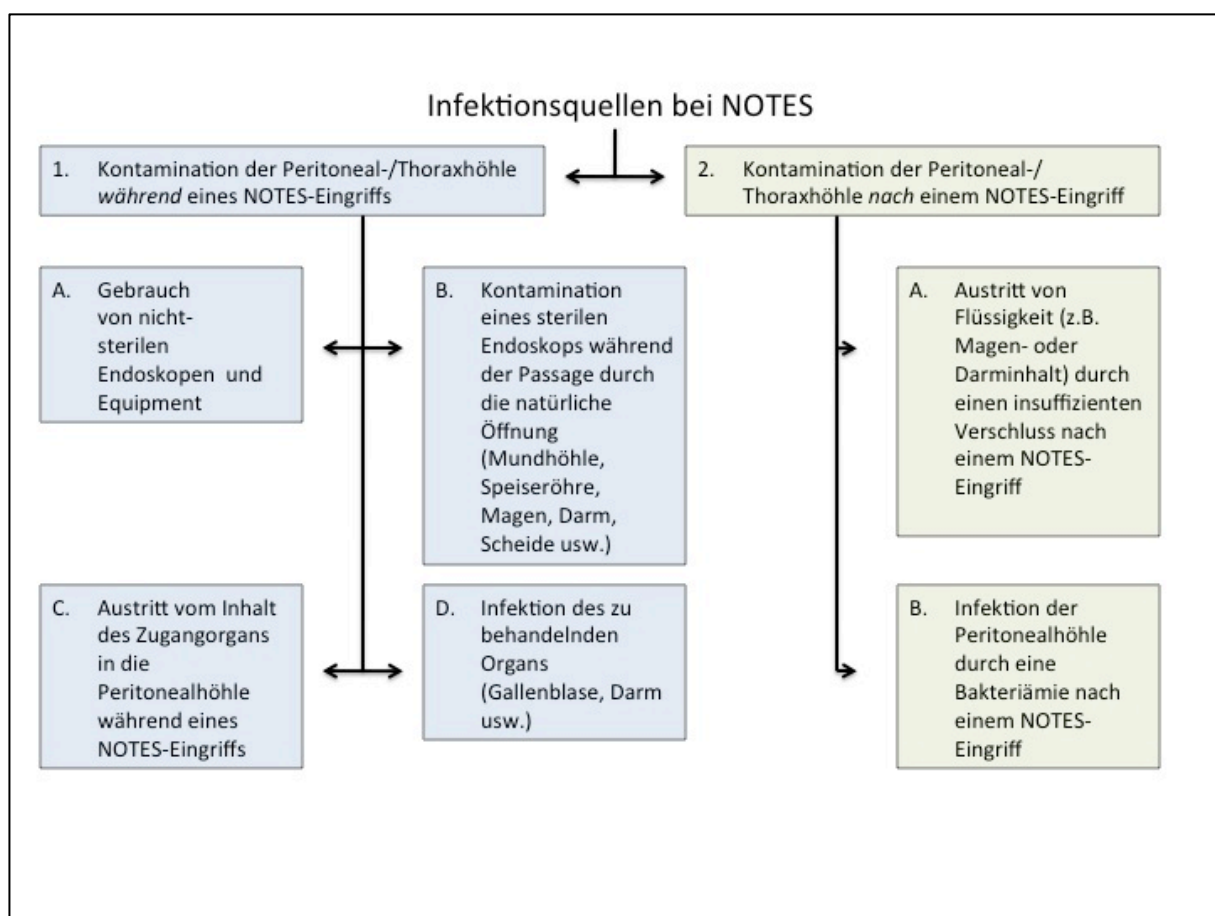 Infektionsquellen bei NOTES
1. Kontamination der Peritoneal-/Thoraxhöhle
während eines NOTES-Eingriffs
2. Kontamination der Peritoneal-/
Thoraxhöhle nach einem NOTES-Eingriff
A. Gebrauch
von nicht-
sterilen
Endoskopen und
Equipment
B. Kontamination
eines sterilen
Endoskops während
der Passage durch
die natürliche
Öffnung
(Mundhöhle,
Speiseröhre,
Magen, Darm,
Scheide usw.)
C. Austritt vom Inhalt
des Zugangorgans
in die
Peritonealhöhle
während eines
NOTES-Eingriffs
D. Infektion des zu
behandelnden
Organs
(Gallenblase, Darm
usw.)
A. Austritt von
Flüssigkeit (z.B.
Magen- oder
Darminhalt) durch
einen insuffizienten
Verschluss nach
einem NOTES-
Eingriff
B. Infektion der
Peritonealhöhle
durch eine
Bakteriämie nach
einem NOTES-
Eingriff